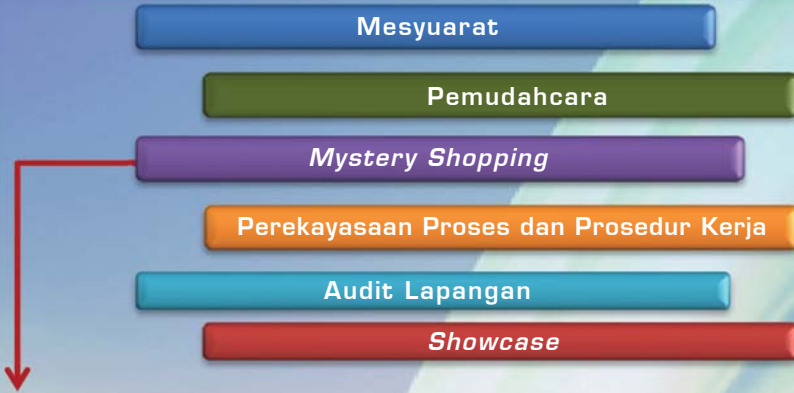 Mesyuarat
Pemudahcara
Mystery Shopping
Perekayasaan Proses dan Prosedur Kerja
Audit Lapangan
Showcase